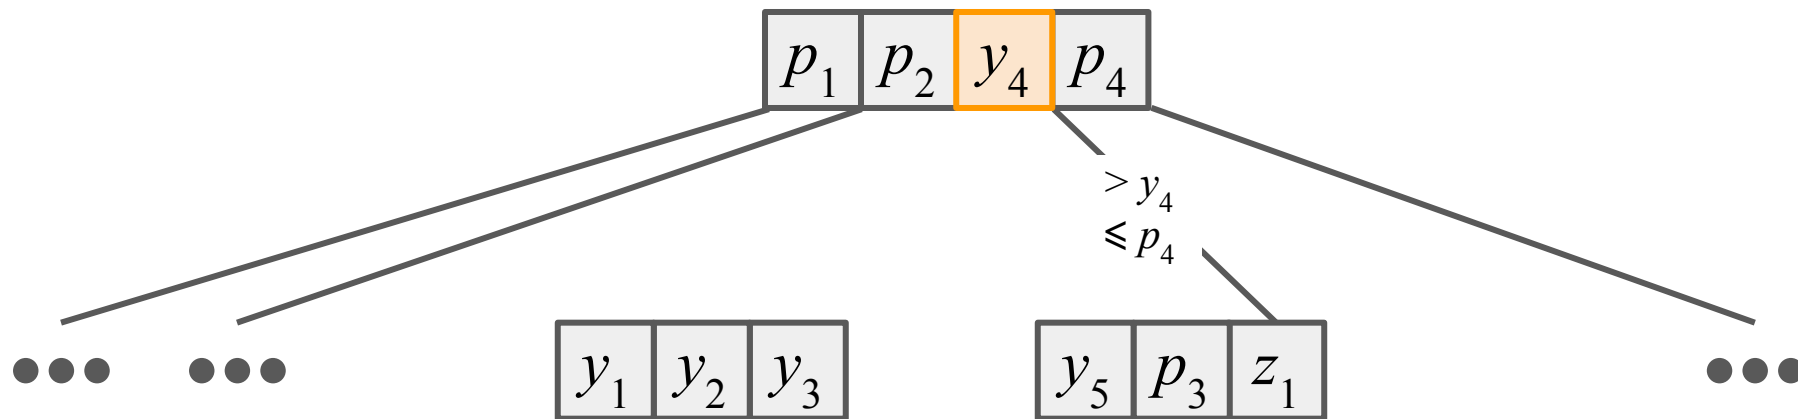 p₁ p₂ y₄ p₄
> y₄
⩽ p₄
y₁ y₂ y₃ y₅ p₃ z₁